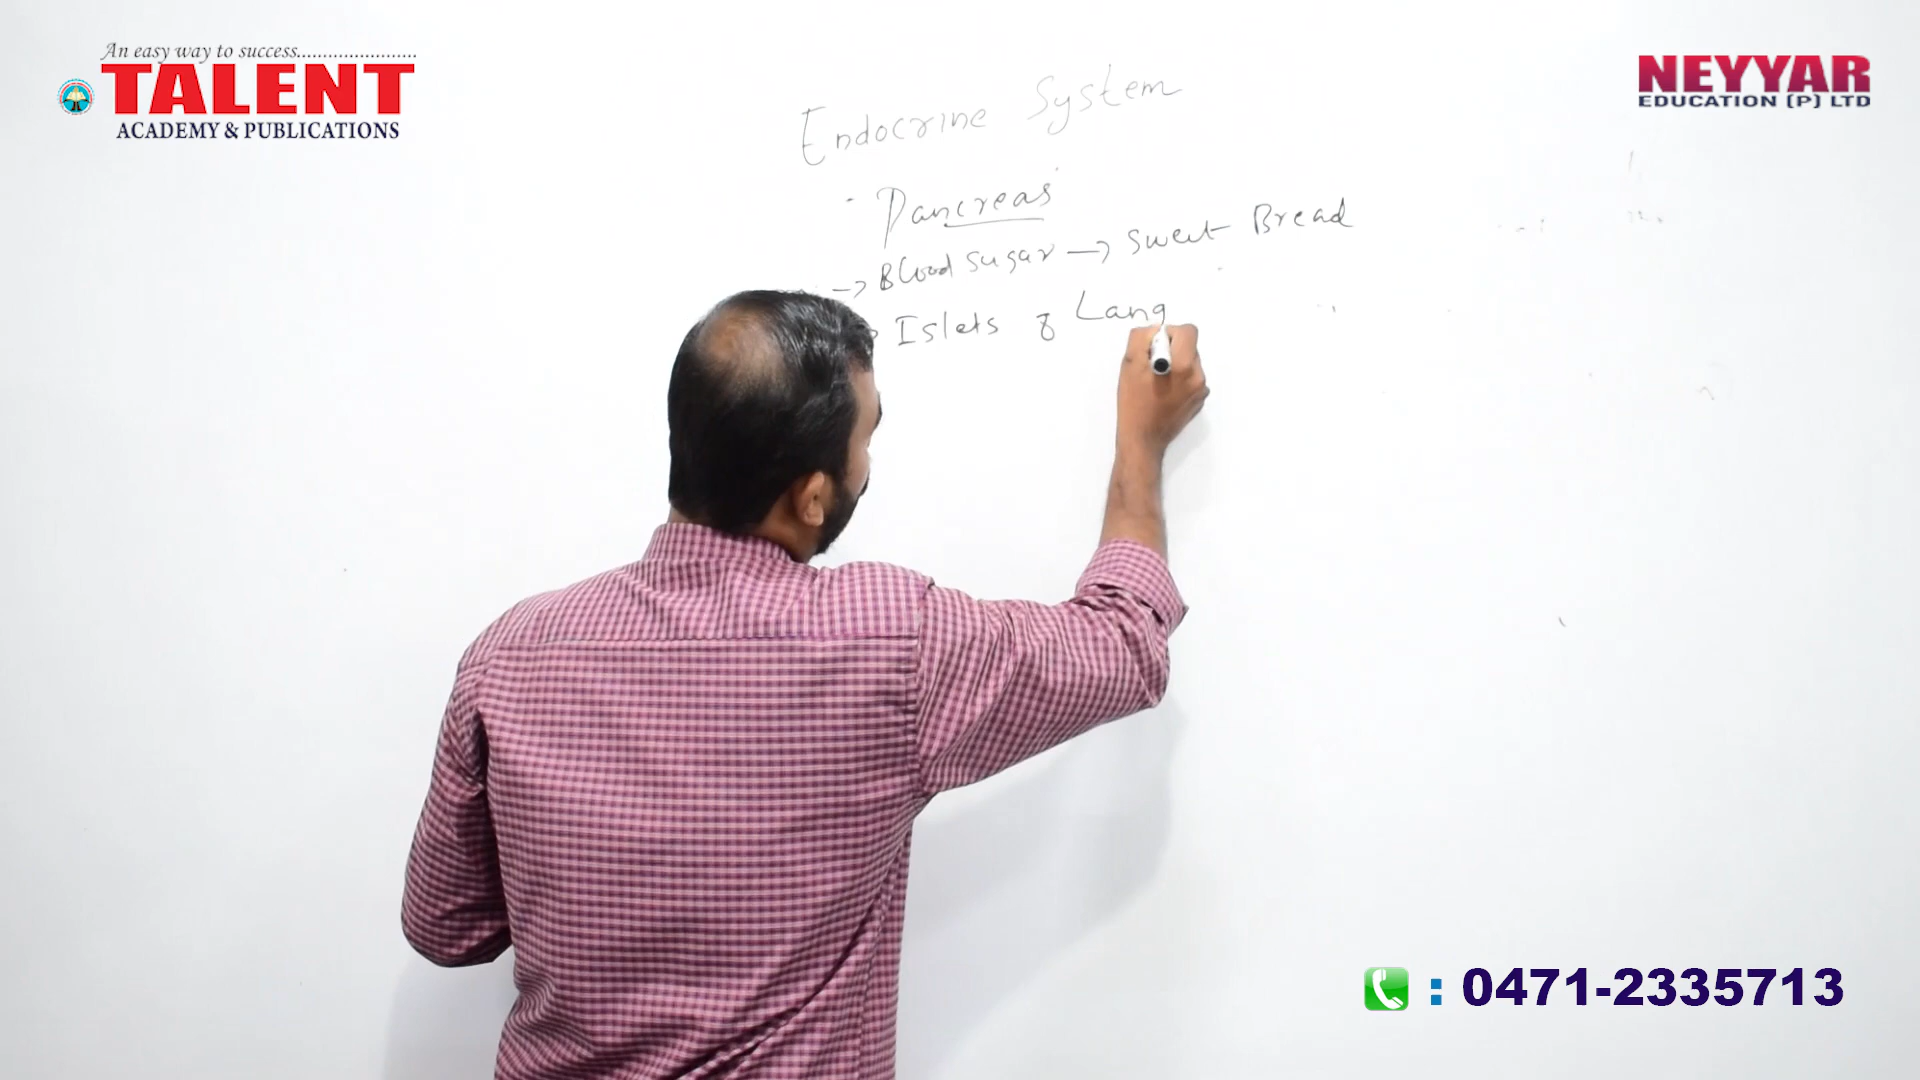 An easy way to success.......................
TALENT
ACADEMY & PUBLICATIONS
NEYYAR
EDUCATION (P) LTD
Endocrine System
Pancreas
→ Blood Sugar → Sweet Bread
Islets of Lang
: 0471-2335713